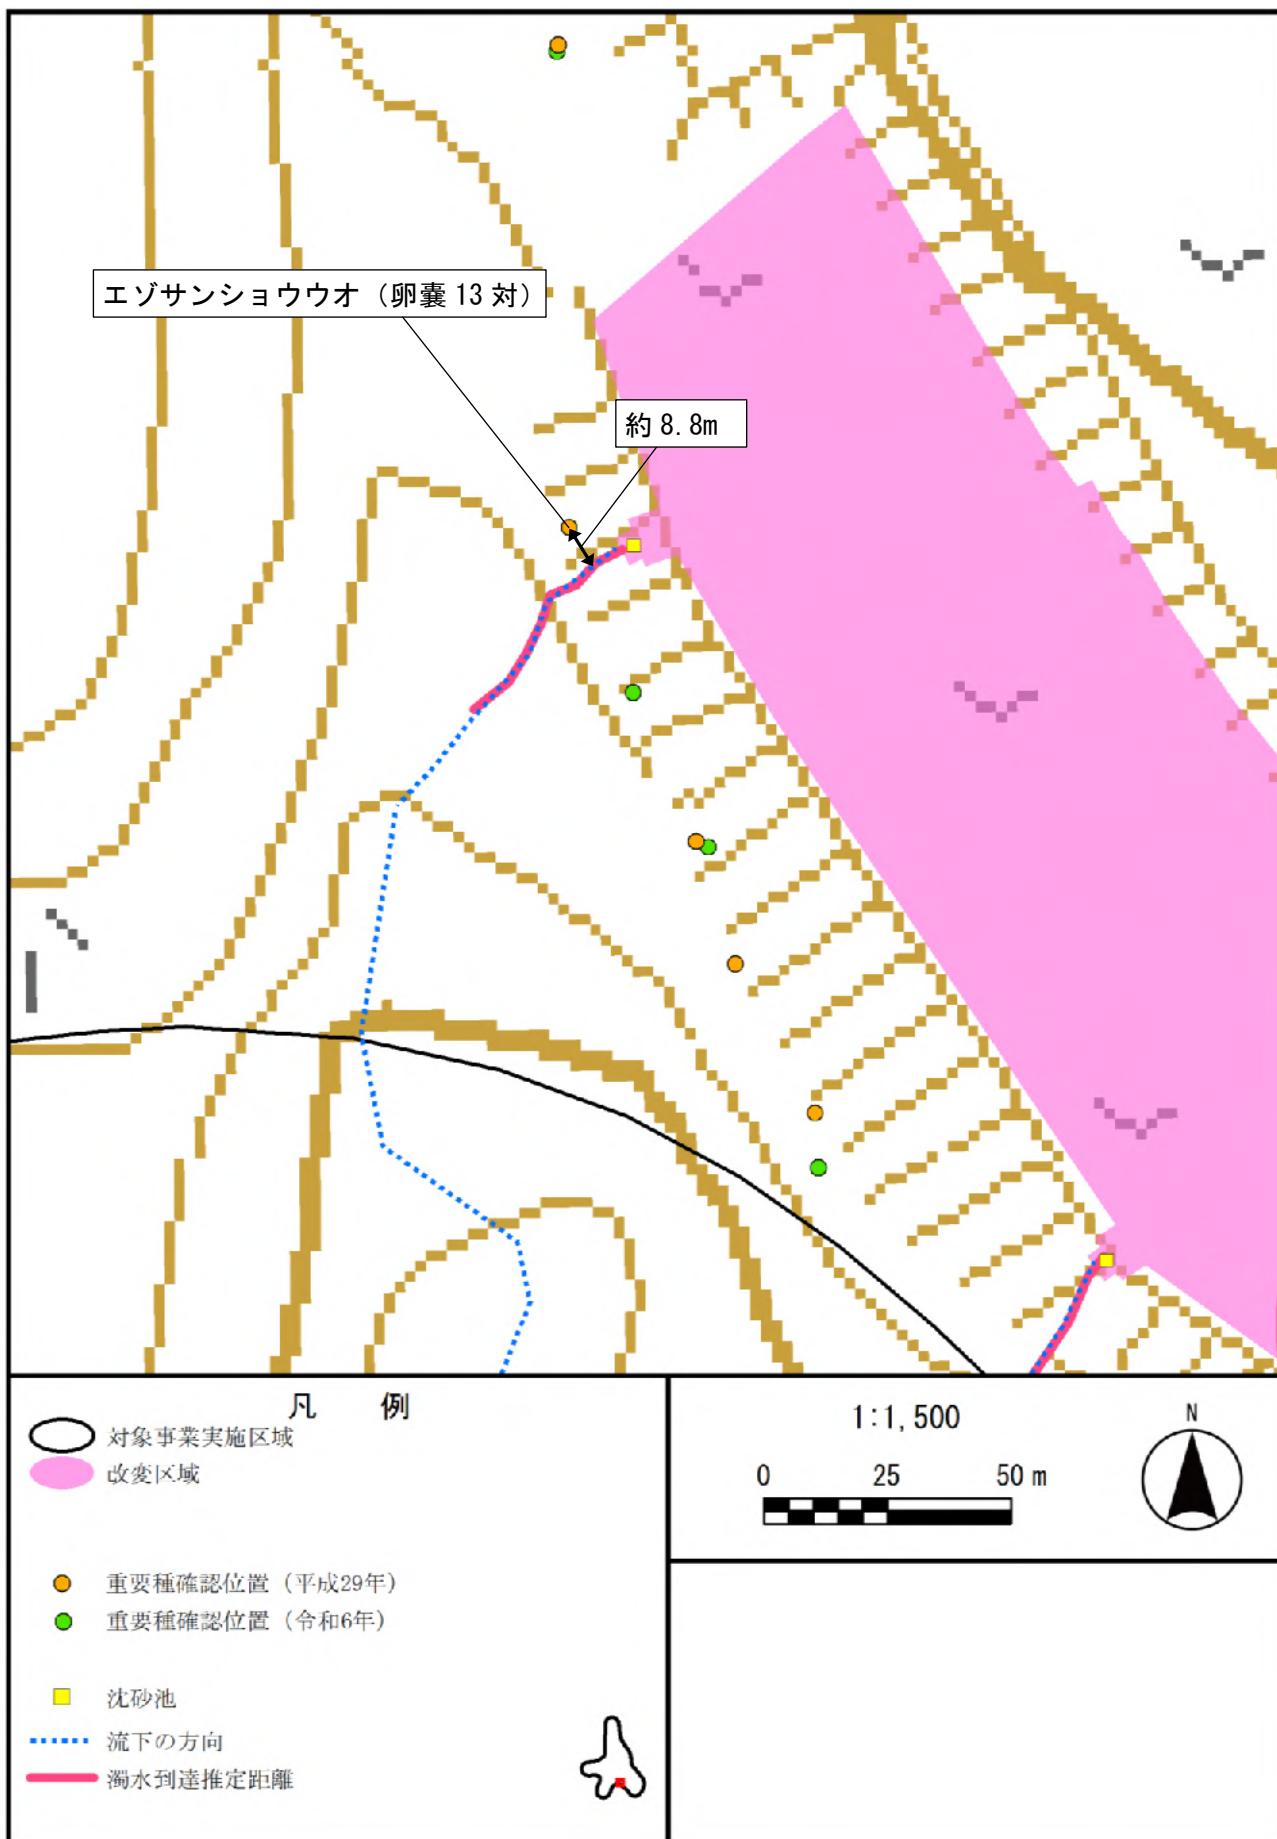 エゾサンショウウオ（卵嚢 13 対）
約 8.8m
凡　例
対象事業実施区域
改変区域
重要種確認位置（平成29年）
重要種確認位置（令和6年）
沈砂池
流下の方向
濁水到達推定距離
1:1,500
0 25 50 m
N